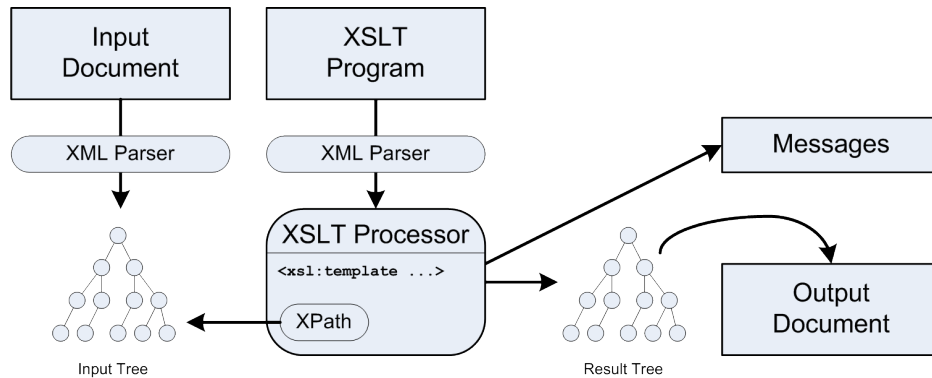 Input
Document
XSLT
Program
XML Parser
XML Parser
Messages
XSLT Processor
<xsl:template ...>
XPath
Output
Document
Input Tree
Result Tree